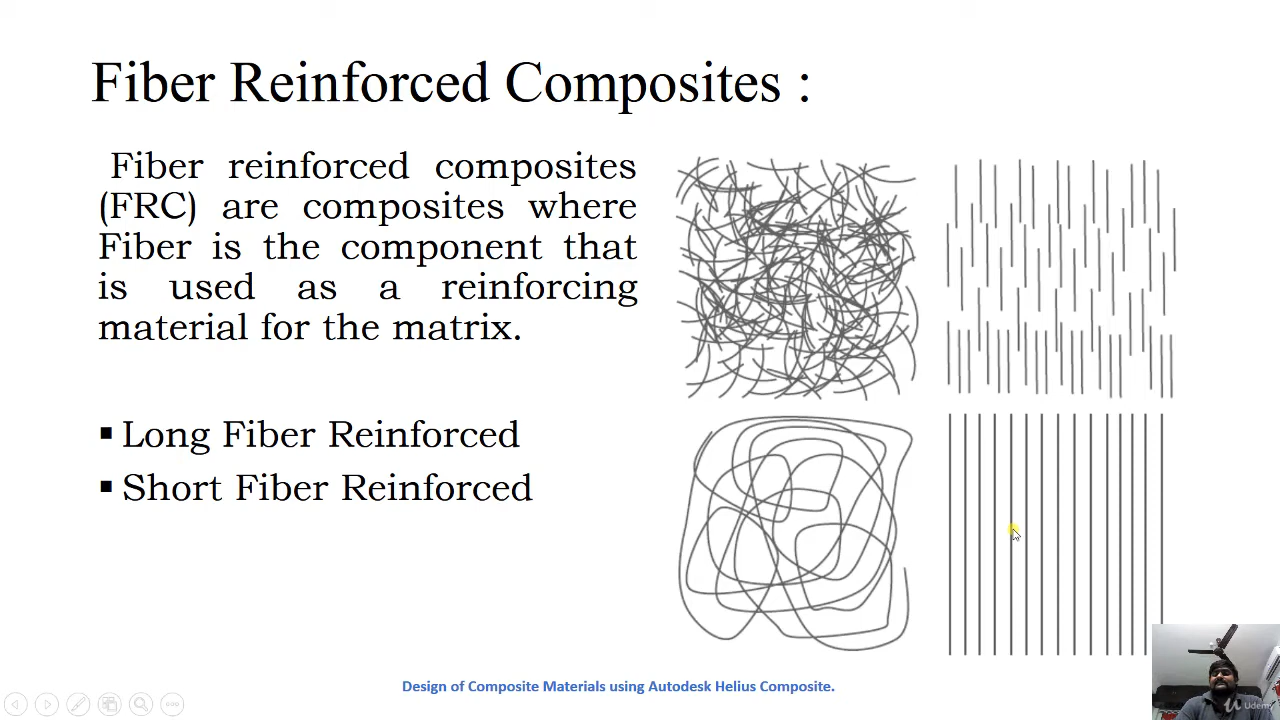 Fiber Reinforced Composites :
Fiber reinforced composites
(FRC) are composites where
Fiber is the component that
is used as a reinforcing
material for the matrix.
Long Fiber Reinforced
Short Fiber Reinforced
Design of Composite Materials using Autodesk Helius Composite.
Udemy